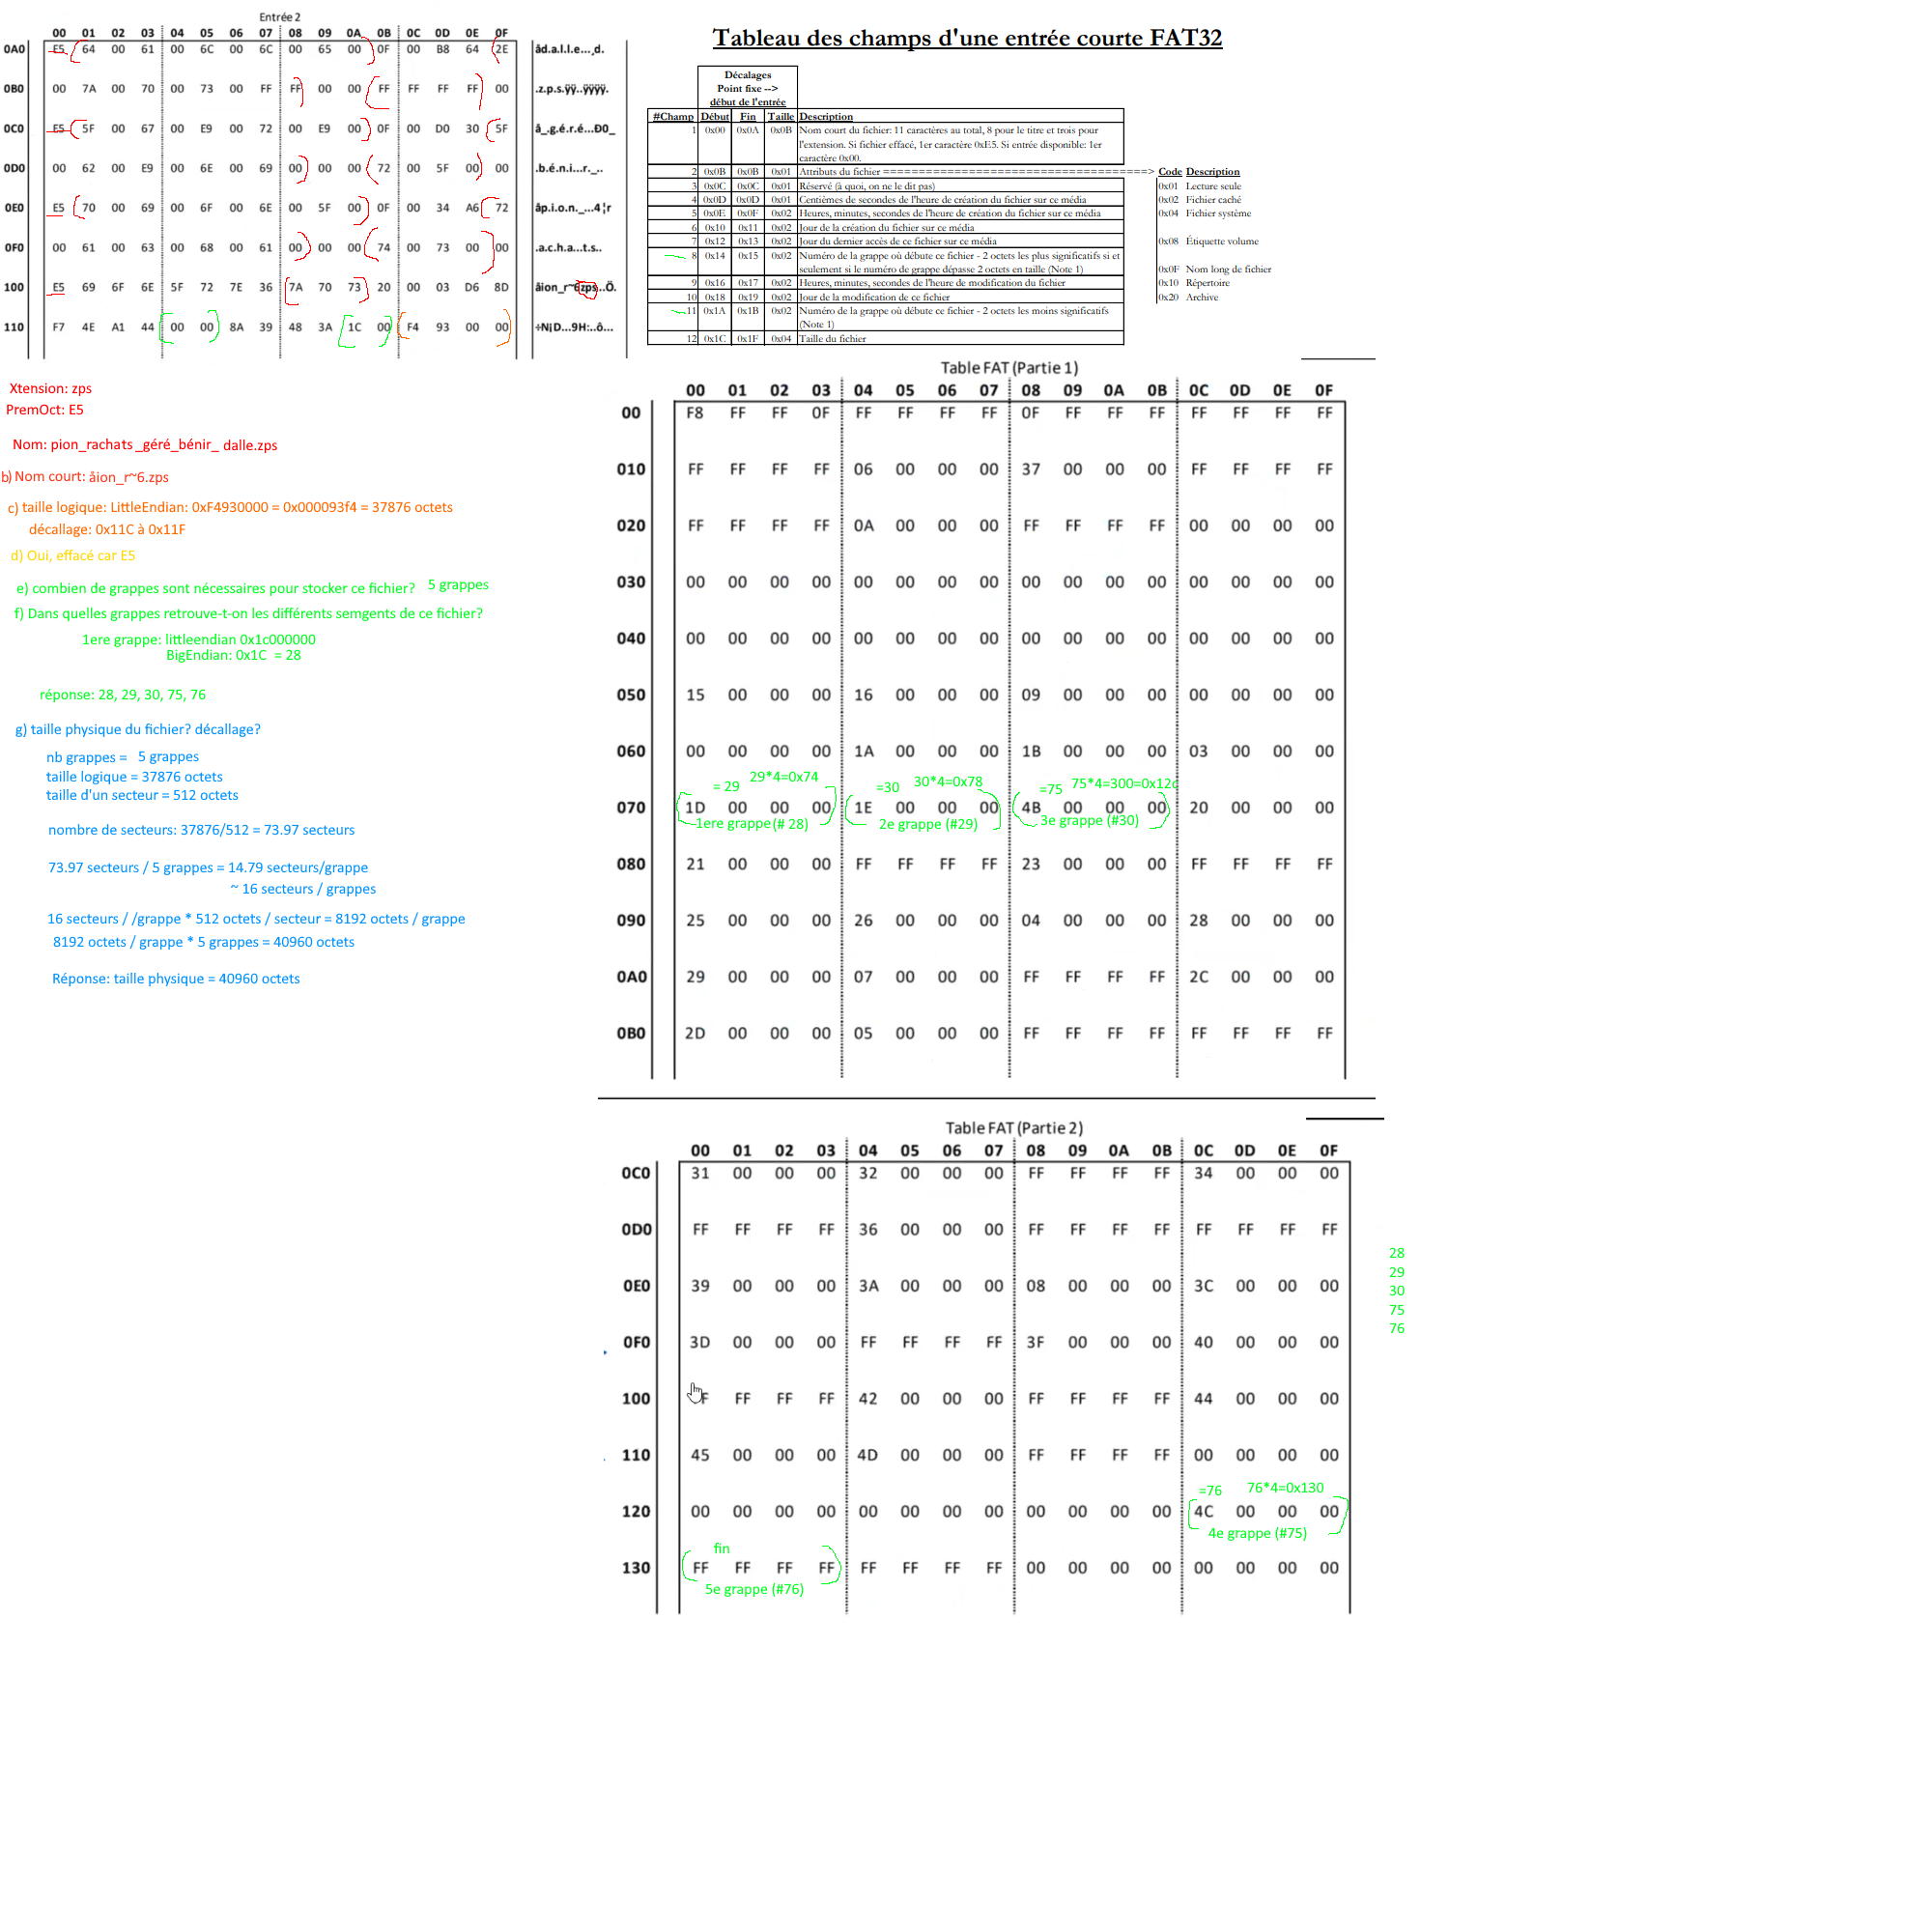 Entrée 2
00 01 02 03 04 05 06 07 08 09 0A 0B 0C 0D 0E 0F
0A0 E5 64 00 61 00 6C 00 6C 00 65 00 0F 00 B8 64 2E åd.a.l.l.e...¸d.
0B0 00 7A 00 70 00 73 00 FF FF 00 00 FF FF FF FF 00 .z.p.s.ÿÿ..ÿÿÿÿ.
0C0 E5 5F 00 67 00 E9 00 72 00 E9 00 0F 00 D0 30 5F å_.g.é.r.é...Ð0_
0D0 00 62 00 E9 00 6E 00 69 00 00 00 72 00 5F 00 00 .b.é.n.i...r._..
0E0 E5 70 00 69 00 6F 00 6E 00 5F 00 0F 00 34 A6 72 åp.i.o.n._...4¦r
0F0 00 61 00 63 00 68 00 61 00 00 00 74 00 73 00 00 .a.c.h.a...t.s..
100 E5 69 6F 6E 5F 72 7E 36 7A 70 73 20 00 03 D6 8D åion_r~6zps..Ö.
110 F7 4E A1 44 00 00 8A 39 48 3A 1C 00 F4 93 00 00 ÷N¡D...9H:..ô...
Tableau des champs d'une entrée courte FAT32
Décalages
Point fixe -->
début de l'entrée
#Champ Début Fin Taille Description
1 0x00 0x0A 0x0B Nom court du fichier: 11 caractères au total, 8 pour le titre et trois pour
l'extension. Si fichier effacé, 1er caractère 0xE5. Si entrée disponible: 1er
caractère 0x00.
2 0x0B 0x0B 0x01 Attributs du fichier =====================================> Code Description
3 0x0C 0x0C 0x01 Réservé (à quoi, on ne le dit pas) 0x01 Lecture seule
4 0x0D 0x0D 0x01 Centièmes de secondes de l'heure de création du fichier sur ce média 0x02 Fichier caché
5 0x0E 0x0F 0x02 Heures, minutes, secondes de l'heure de création du fichier sur ce média 0x04 Fichier système
6 0x10 0x11 0x02 Jour de la création du fichier sur ce média
7 0x12 0x13 0x02 Jour du dernier accès de ce fichier sur ce média 0x08 Étiquette volume
8 0x14 0x15 0x02 Numéro de la grappe où débute ce fichier - 2 octets les plus significatifs si et
seulement si le numéro de grappe dépasse 2 octets en taille (Note 1) 0x0F Nom long de fichier
9 0x16 0x17 0x02 Heures, minutes, secondes de l'heure de modification du fichier 0x10 Répertoire
10 0x18 0x19 0x02 Jour de la modification de ce fichier 0x20 Archive
11 0x1A 0x1B 0x02 Numéro de la grappe où débute ce fichier - 2 octets les moins significatifs
(Note 1)
12 0x1C 0x1F 0x04 Taille du fichier
Xtension: zps
PremOct: E5
Nom: pion_rachats _géré_bénir_ dalle.zps
b) Nom court: åion_r~6.zps
c) taille logique: LittleEndian: 0xF4930000 = 0x000093f4 = 37876 octets
décallage: 0x11C à 0x11F
d) Oui, effacé car E5
e) combien de grappes sont nécessaires pour stocker ce fichier? 5 grappes
f) Dans quelles grappes retrouve-t-on les différents semgents de ce fichier?
1ere grappe: littleendian 0x1c000000
BigEndian: 0x1C = 28
réponse: 28, 29, 30, 75, 76
g) taille physique du fichier? décallage?
nb grappes = 5 grappes
taille logique = 37876 octets
taille d'un secteur = 512 octets
nombre de secteurs: 37876/512 = 73.97 secteurs
73.97 secteurs / 5 grappes = 14.79 secteurs/grappe
~ 16 secteurs / grappes
16 secteurs / /grappe * 512 octets / secteur = 8192 octets / grappe
8192 octets / grappe * 5 grappes = 40960 octets
Réponse: taille physique = 40960 octets
Table FAT (Partie 1)
00 01 02 03 04 05 06 07 08 09 0A 0B 0C 0D 0E 0F
00 F8 FF FF 0F FF FF FF FF 0F FF FF FF FF FF FF FF
010 FF FF FF FF 06 00 00 00 37 00 00 00 FF FF FF FF
020 FF FF FF FF 0A 00 00 00 FF FF FF FF 00 00 00 00
030 00 00 00 00 00 00 00 00 00 00 00 00 00 00 00 00
040 00 00 00 00 00 00 00 00 00 00 00 00 00 00 00 00
050 15 00 00 00 16 00 00 00 09 00 00 00 00 00 00 00
060 00 00 00 00 1A 00 00 00 1B 00 00 00 03 00 00 00
= 29 29*4=0x74 =30 30*4=0x78 =75 75*4=300=0x12c
070 1D 00 00 00 1E 00 00 00 4B 00 00 00 20 00 00 00
1ere grappe (# 28) 2e grappe (#29) 3e grappe (#30)
080 21 00 00 00 FF FF FF FF 23 00 00 00 FF FF FF FF
090 25 00 00 00 26 00 00 00 04 00 00 00 28 00 00 00
0A0 29 00 00 00 07 00 00 00 FF FF FF FF 2C 00 00 00
0B0 2D 00 00 00 05 00 00 00 FF FF FF FF FF FF FF FF
Table FAT (Partie 2)
00 01 02 03 04 05 06 07 08 09 0A 0B 0C 0D 0E 0F
0C0 31 00 00 00 32 00 00 00 FF FF FF FF 34 00 00 00
0D0 FF FF FF FF 36 00 00 00 FF FF FF FF FF FF FF FF
0E0 39 00 00 00 3A 00 00 00 08 00 00 00 3C 00 00 00
0F0 3D 00 00 00 FF FF FF FF 3F 00 00 00 40 00 00 00
100 FF FF FF 42 00 00 00 FF FF FF FF 44 00 00 00
110 45 00 00 00 4D 00 00 00 FF FF FF FF 00 00 00 00
=76 76*4=0x130
120 00 00 00 00 00 00 00 00 00 00 00 00 4C 00 00 00
4e grappe (#75)
fin
130 FF FF FF FF FF FF FF FF 00 00 00 00 00 00 00 00
5e grappe (#76)
28
29
30
75
76